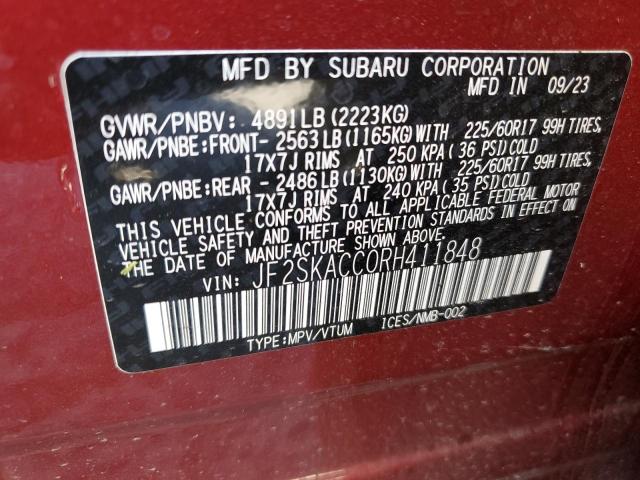 MFD BY SUBARU CORPORATION
MFD IN 09/23
GVWR/PNBV: 4891LB (2223KG)
GAWR/PNBE:FRONT- 2563LB(1165KG)WITH 225/60R17 99H TIRES,
17X7J RIMS AT 250 KPA(36 PSI)COLD
GAWR/PNBE:REAR - 2486LB(1130KG)WITH 225/60R17 99H TIRES,
17X7J RIMS AT 240 KPA(35 PSI)COLD
THIS VEHICLE CONFORMS TO ALL APPLICABLE FEDERAL MOTOR
VEHICLE SAFETY AND THEFT PREVENTION STANDARDS IN EFFECT ON
THE DATE OF MANUFACTURE SHOWN ABOVE.
VIN: JF2SKACC0RH411848
TYPE:MPV/VTUM ICES/NMB-002